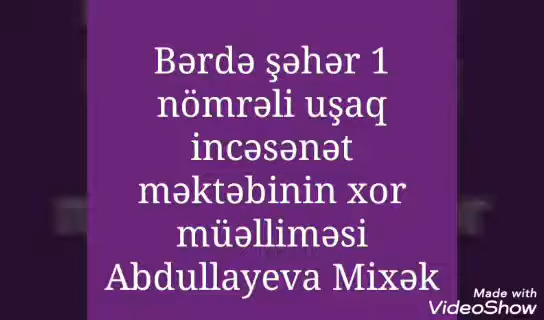 Bərdə şəhər 1
nömrəli uşaq
incəsənət
məktəbinin xor
müəlliməsi
Abdullayeva Mixək
Made with
VideoShow